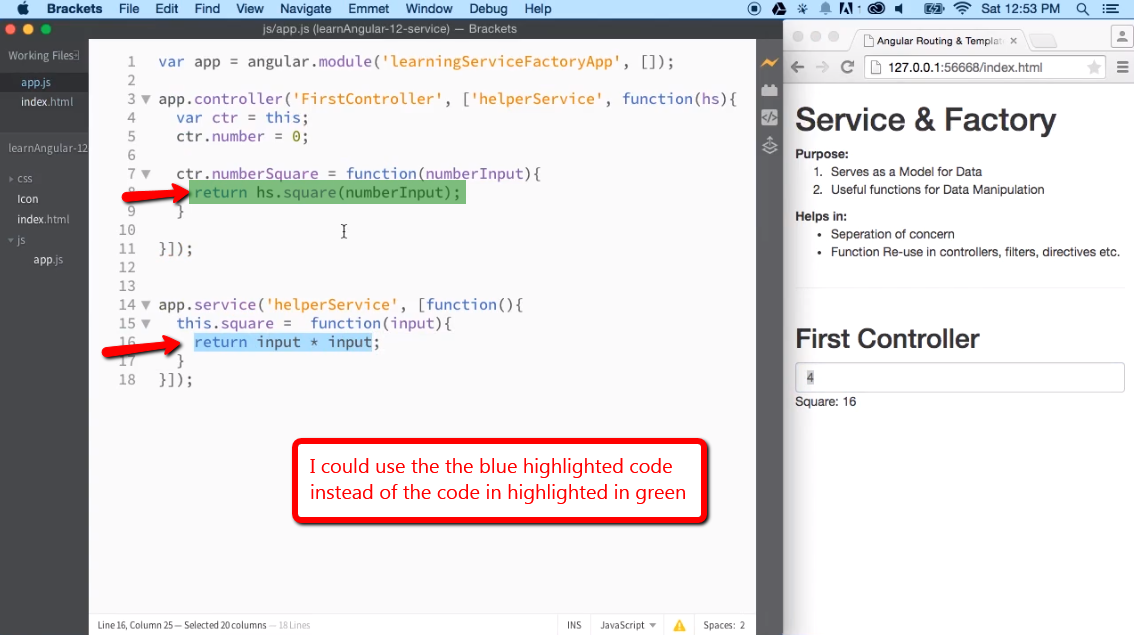 Brackets File Edit Find View Navigate Emmet Window Debug Help
Sat 12:53 PM
js/app.js (learnAngular-12-service) — Brackets
Working Files
app.js
index.html
learnAngular-12
css
Icon
index.html
js
app.js
1 var app = angular.module('learningServiceFactoryApp', []);
2
3 app.controller('FirstController', ['helperService', function(hs){
4 var ctr = this;
5 ctr.number = 0;
6
7 ctr.numberSquare = function(numberInput){
8 return hs.square(numberInput);
9 }
10
11 }]);
12
13
14 app.service('helperService', [function(){
15 this.square = function(input){
16 return input * input;
17 }
18 }]);
I could use the the blue highlighted code
instead of the code in highlighted in green
Line 16, Column 25 — Selected 20 columns — 18 Lines
INS JavaScript Spaces: 2
Angular Routing & Templat
127.0.0.1:56668/index.html
Service & Factory
Purpose:
1. Serves as a Model for Data
2. Useful functions for Data Manipulation
Helps in:
• Seperation of concern
• Function Re-use in controllers, filters, directives etc.
First Controller
4
Square: 16